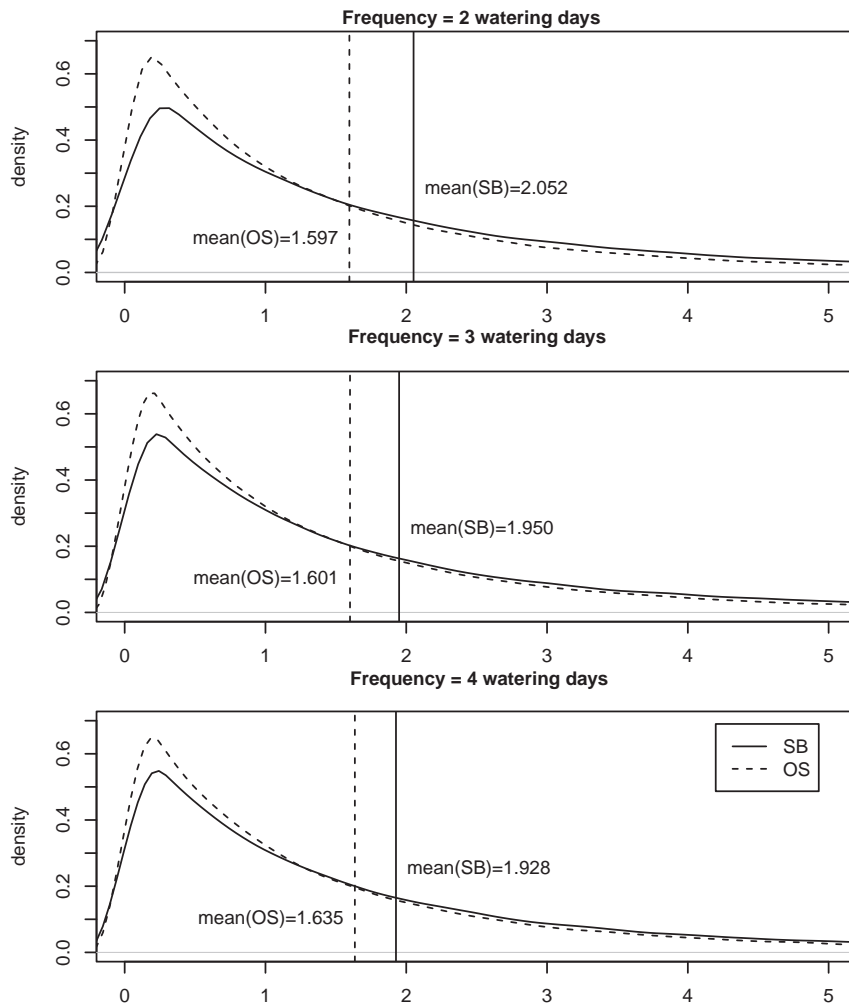 Frequency = 2 watering days
density
0.0 0.2 0.4 0.6
mean(SB)=2.052
mean(OS)=1.597
0 1 2 3 4 5
Frequency = 3 watering days
density
0.0 0.2 0.4 0.6
mean(SB)=1.950
mean(OS)=1.601
0 1 2 3 4 5
Frequency = 4 watering days
density
0.0 0.2 0.4 0.6
SB
OS
mean(SB)=1.928
mean(OS)=1.635
0 1 2 3 4 5